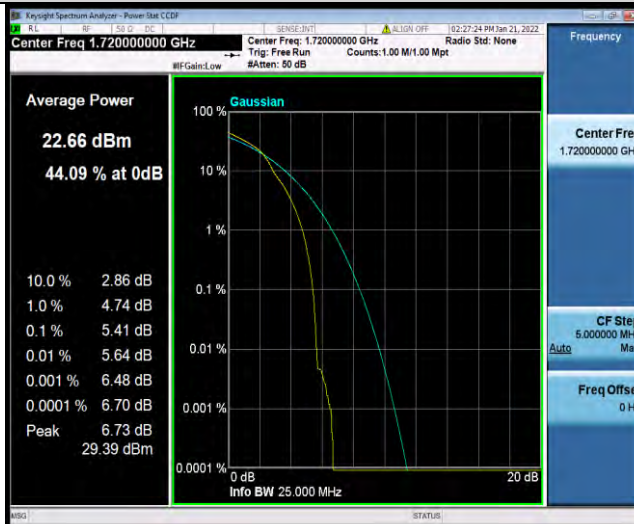 Keysight Spectrum Analyzer - Power Stat CCDF
RL RF 50 Ω DC SENSE:INT ALIGN OFF 02:27:24 PM Jan 21, 2022
Center Freq 1.720000000 GHz
Center Freq: 1.720000000 GHz Radio Std: None
Trig: Free Run Counts:1.00 M/1.00 Mpt
#IFGain:Low #Atten: 50 dB
Frequency
Average Power
22.66 dBm
44.09 % at 0dB
10.0 % 2.86 dB
1.0 % 4.74 dB
0.1 % 5.41 dB
0.01 % 5.64 dB
0.001 % 6.48 dB
0.0001 % 6.70 dB
Peak 6.73 dB
29.39 dBm
Gaussian
100 %
10 %
1 %
0.1 %
0.01 %
0.001 %
0.0001 %
0 dB 20 dB
Info BW 25.000 MHz
Center Fre
1.720000000 GH
CF Ste
5.000000 MH
Auto Ma
Freq Offse
0 H
MSG STATUS